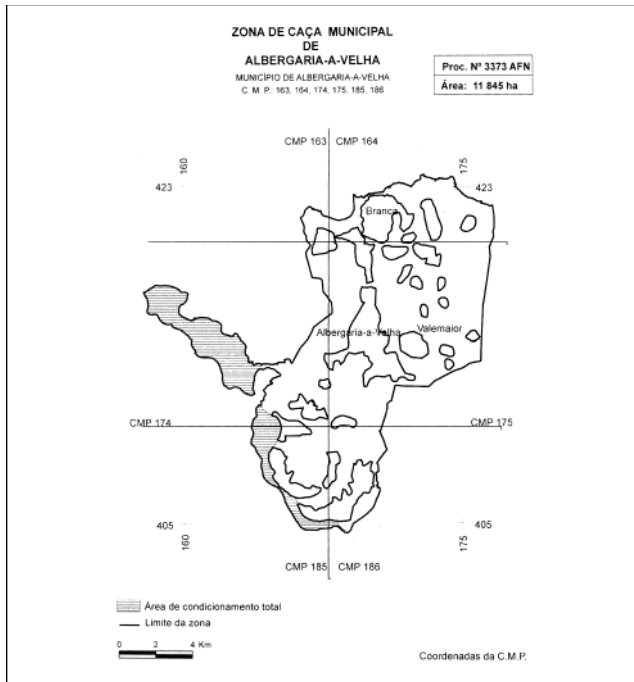 ZONA DE CAÇA MUNICIPAL
DE
ALBERGARIA-A-VELHA
MUNICÍPIO DE ALBERGARIA-A-VELHA
C. M. P.: 163, 164, 174, 175, 185, 186
Proc. Nº 3373 AFN
Área: 11 845 ha
CMP 163 CMP 164
160 175
423 423
Branca
Albergaria-a-Velha Valemaior
CMP 174 CMP 175
405 405
160 175
CMP 185 CMP 186
Área de condicionamento total
Limite da zona
0 2 4 Km
Coordenadas da C.M.P.